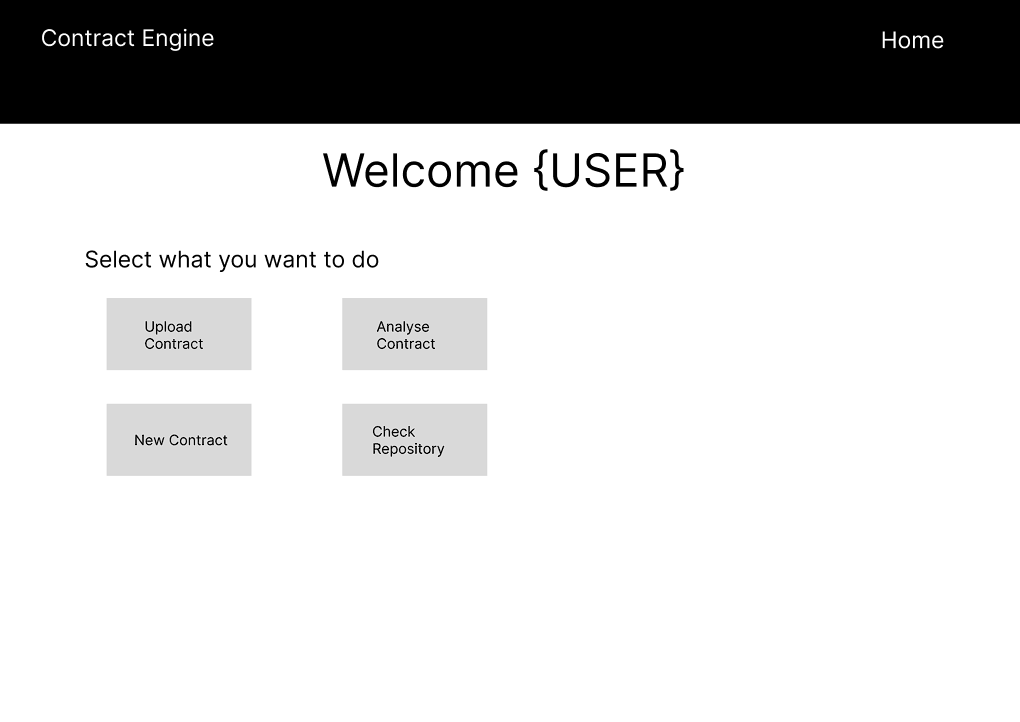 Contract Engine
Home
Welcome {USER}
Select what you want to do
Upload
Contract
Analyse
Contract
New Contract
Check
Repository